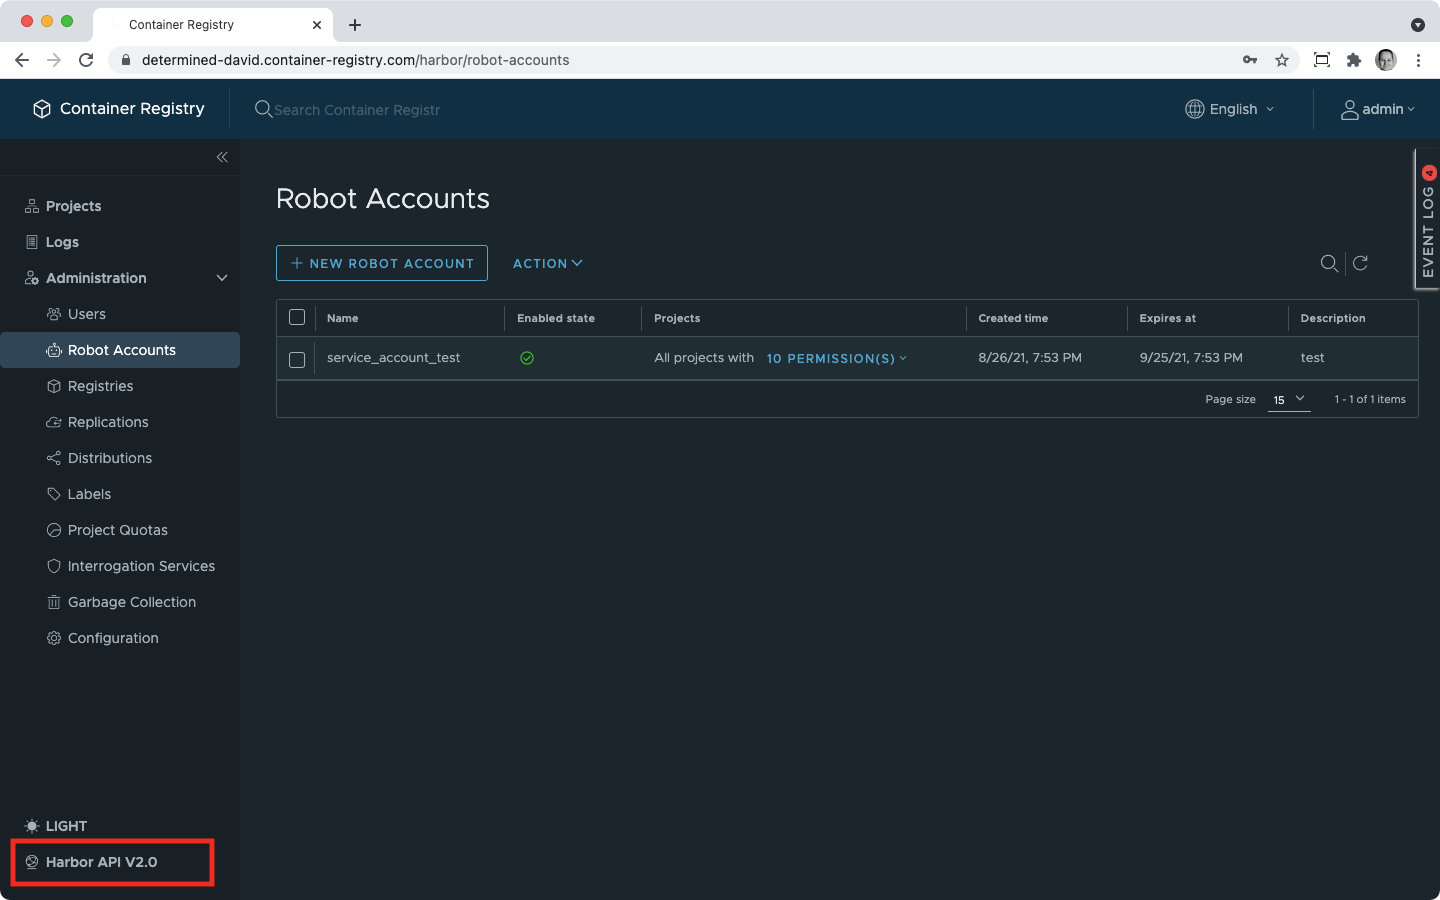 Container Registry
determined-david.container-registry.com/harbor/robot-accounts
Container Registry
Search Container Registr
English
admin
Projects
Logs
Administration
Users
Robot Accounts
Registries
Replications
Distributions
Labels
Project Quotas
Interrogation Services
Garbage Collection
Configuration
LIGHT
Harbor API V2.0
Robot Accounts
+ NEW ROBOT ACCOUNT ACTION
Name Enabled state Projects Created time Expires at Description
service_account_test All projects with 10 PERMISSION(S) 8/26/21, 7:53 PM 9/25/21, 7:53 PM test
Page size 15 1 - 1 of 1 items
EVENT LOG 4